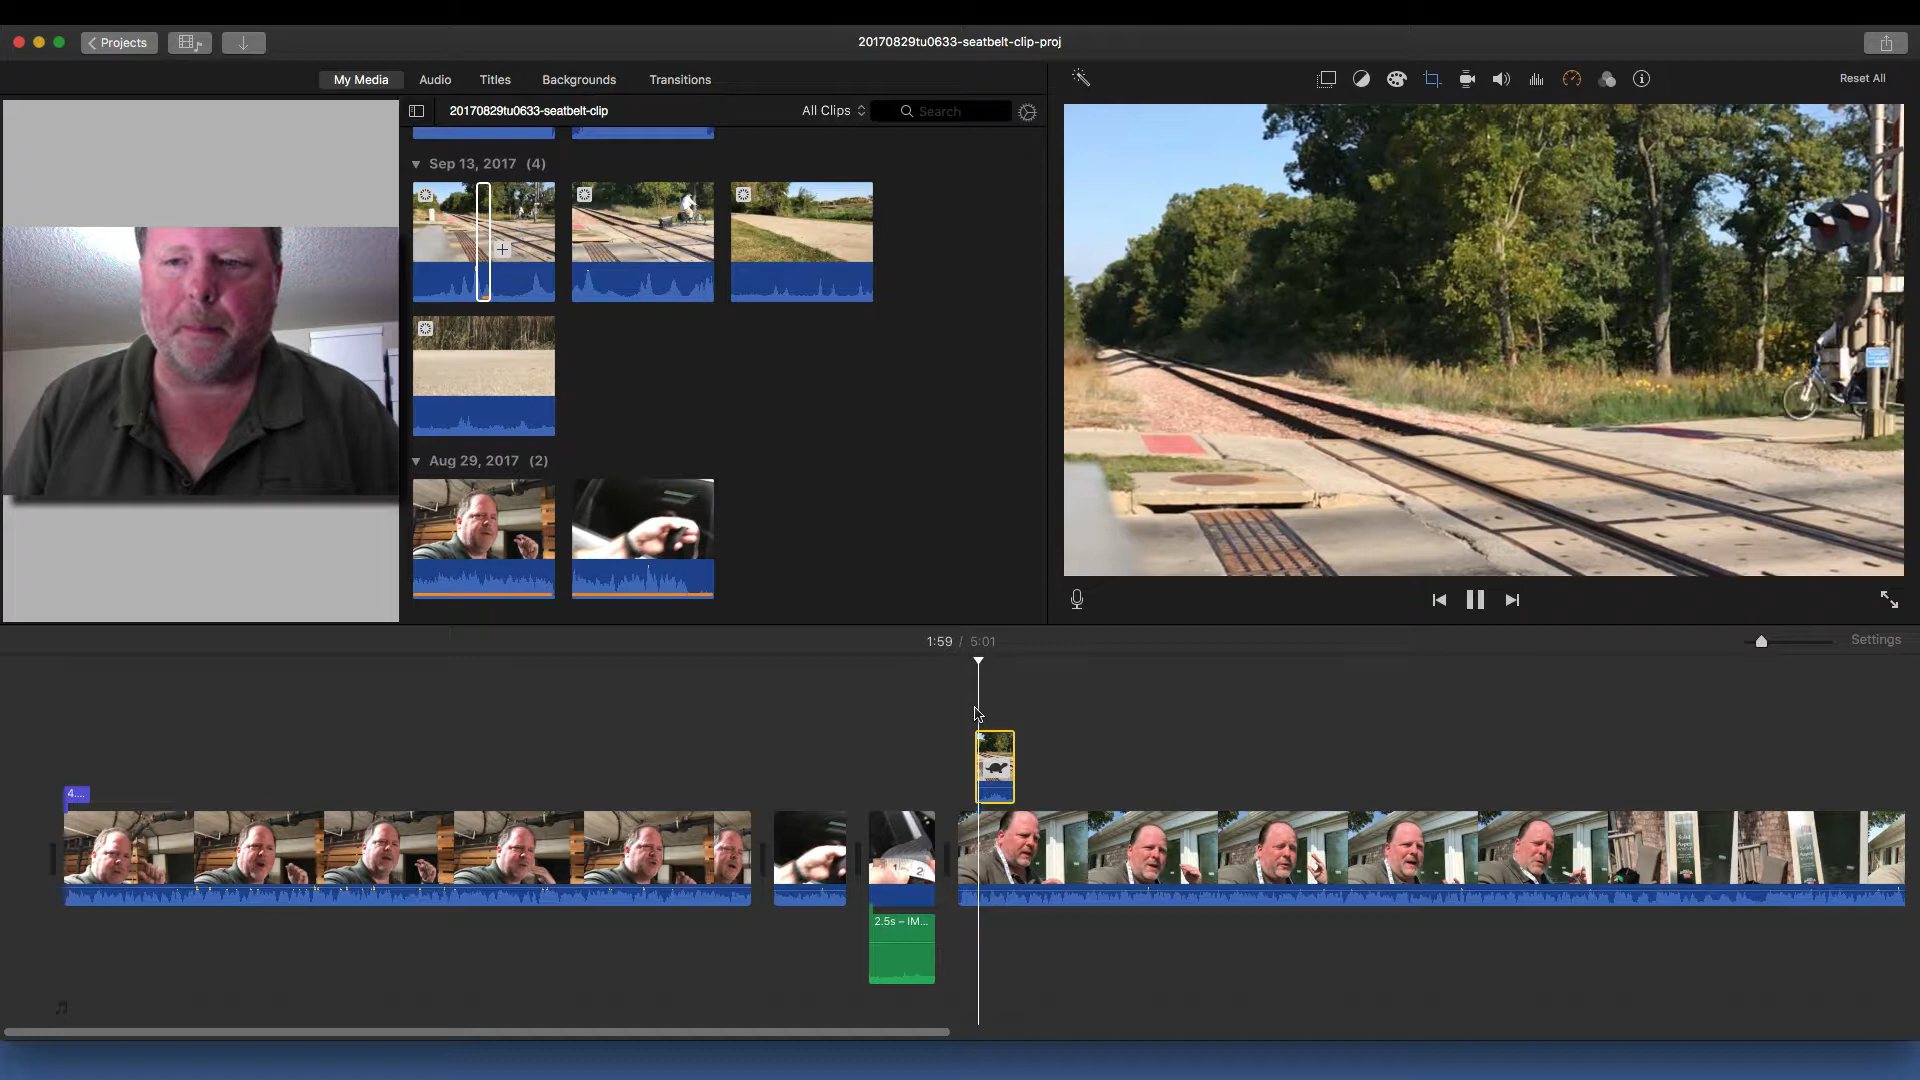 Projects
20170829tu0633-seatbelt-clip-proj
My Media
Audio
Titles
Backgrounds
Transitions
Reset All
20170829tu0633-seatbelt-clip
All Clips
Search
Sep 13, 2017 (4)
Aug 29, 2017 (2)
1:59 / 5:01
Settings
4....
2.5s – IM...